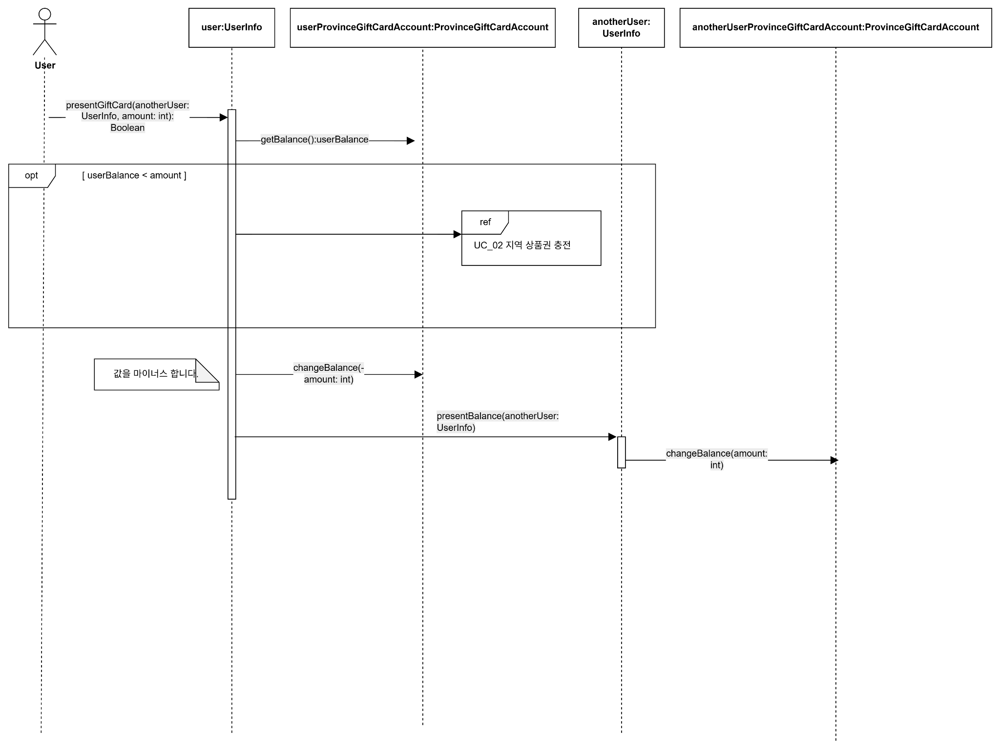 user:UserInfo
userProvinceGiftCardAccount:ProvinceGiftCardAccount
anotherUser:
UserInfo
anotherUserProvinceGiftCardAccount:ProvinceGiftCardAccount
User
presentGiftCard(anotherUser:
UserInfo, amount: int):
Boolean
getBalance():userBalance
opt
[ userBalance < amount ]
ref
UC_02 지역 상품권 충전
값을 마이너스 합니다.
changeBalance(-
amount: int)
presentBalance(anotherUser:
UserInfo)
changeBalance(amount:
int)